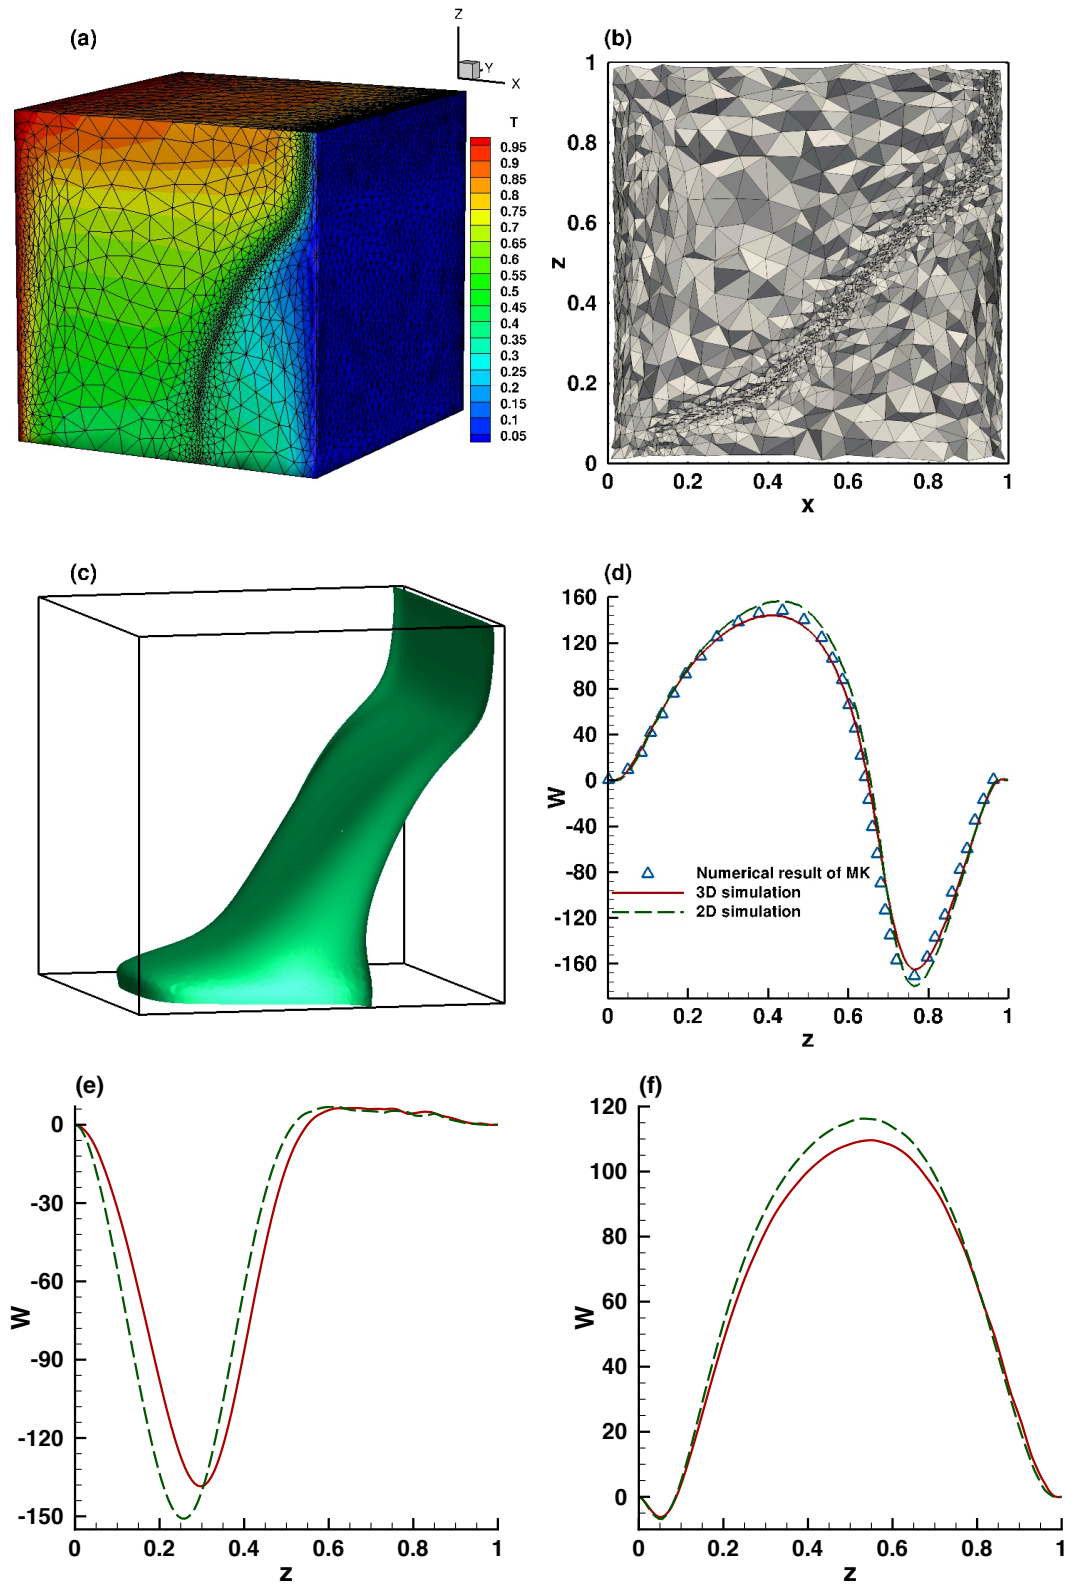 (a)
Z
Y
X
T
0.95
0.9
0.85
0.8
0.75
0.7
0.65
0.6
0.55
0.5
0.45
0.4
0.35
0.3
0.25
0.2
0.15
0.1
0.05
(b)
1
0.8
0.6
0.4
0.2
0
z
0 0.2 0.4 0.6 0.8 1
x
(c)
(d)
160
120
80
40
0
-40
-80
-120
-160
W
Numerical result of MK
3D simulation
2D simulation
0 0.2 0.4 0.6 0.8 1
z
(e)
0
-30
-60
-90
-120
-150
W
0 0.2 0.4 0.6 0.8 1
z
(f)
120
100
80
60
40
20
0
W
0 0.2 0.4 0.6 0.8 1
z